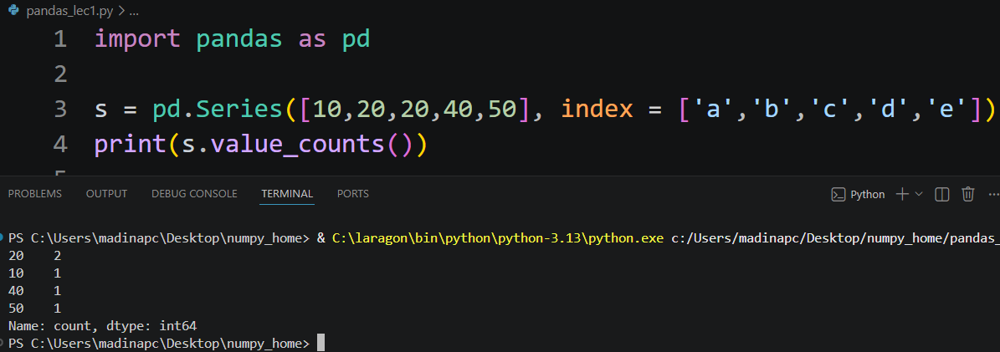 pandas_lec1.py > ...
1 import pandas as pd
2
3 s = pd.Series([10,20,20,40,50], index = ['a','b','c','d','e'])
4 print(s.value_counts())
5
PROBLEMS OUTPUT DEBUG CONSOLE TERMINAL PORTS Python
PS C:\Users\madinapc\Desktop\numpy_home> & C:\laragon\bin\python\python-3.13\python.exe c:/Users/madinapc/Desktop/numpy_home/pandas_
20    2
10    1
40    1
50    1
Name: count, dtype: int64
PS C:\Users\madinapc\Desktop\numpy_home>